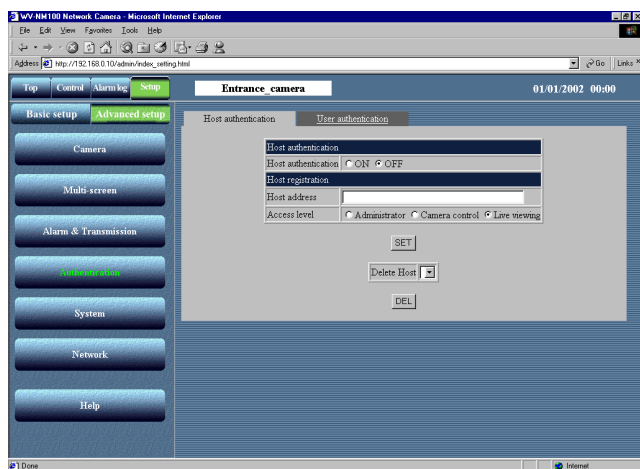 WV-NM100 Network Camera - Microsoft Internet Explorer
File Edit View Favorites Tools Help
Address http://192.168.0.10/admin/index_setting.html Go Links
Top Control Alarm log Setup Entrance_camera 01/01/2002 00:00
Basic setup Advanced setup
Host authentication User authentication
Camera
Multi-screen
Alarm & Transmission
Authentication
System
Network
Help
Host authentication
Host authentication ON OFF
Host registration
Host address
Access level Administrator Camera control Live viewing
SET
Delete Host
DEL
Done Internet